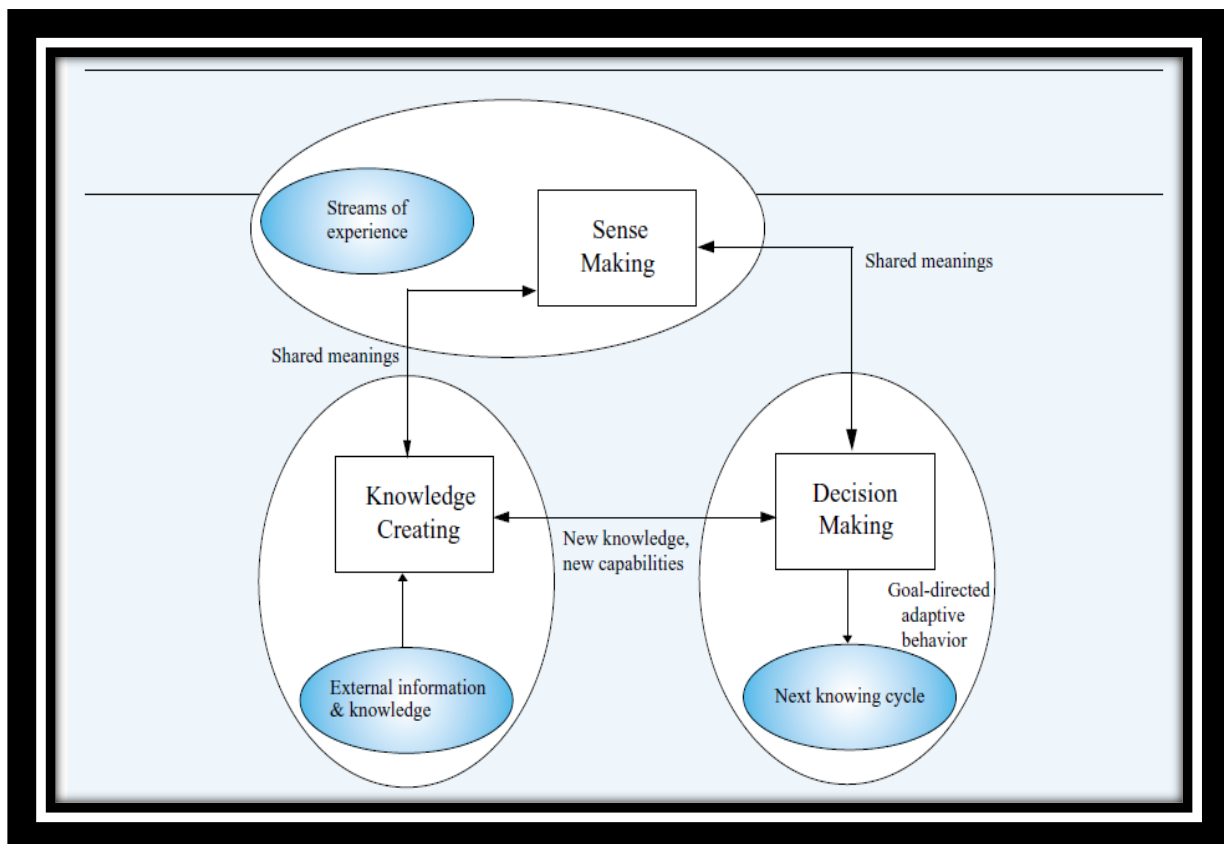 Streams of
experience
Sense
Making
Shared meanings
Shared meanings
Knowledge
Creating
Decision
Making
New knowledge,
new capabilities
Goal-directed
adaptive
behavior
External information
& knowledge
Next knowing cycle